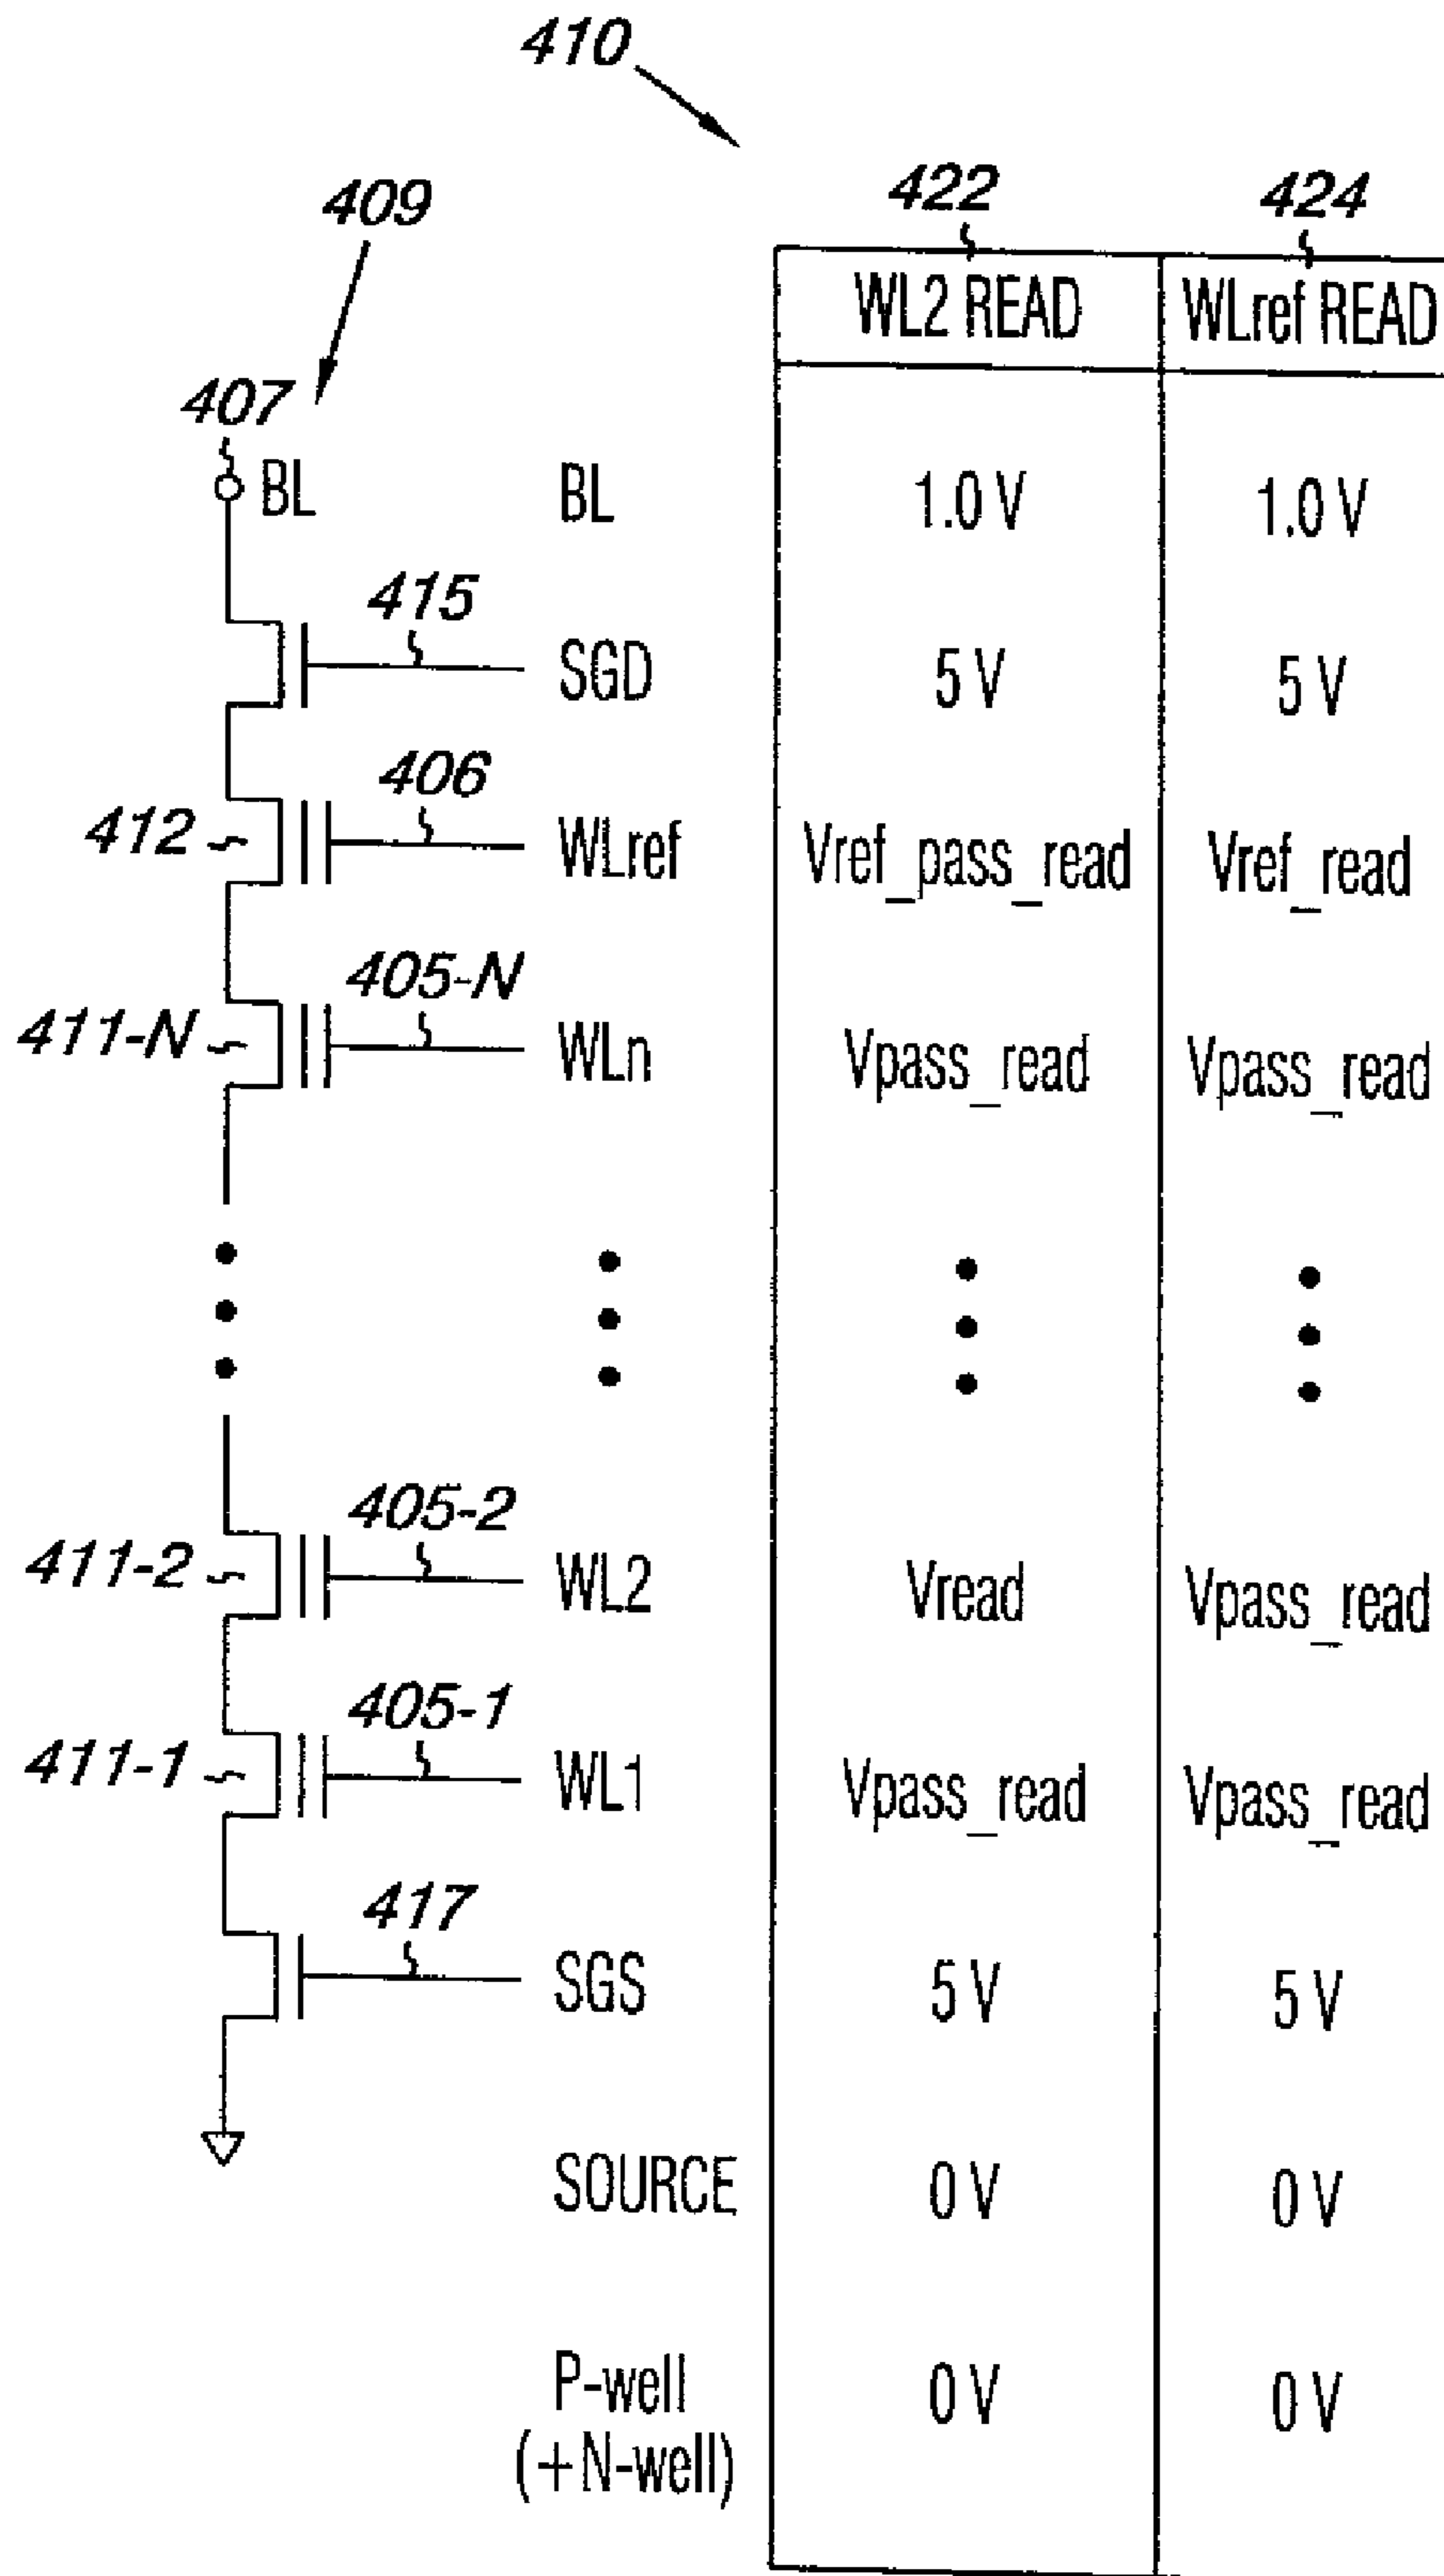 410
409
422 424
WL2 READ WLref READ
407
BL BL 1.0 V 1.0 V
415
SGD 5 V 5 V
406
412 WLref Vref_pass_read Vref_read
405-N
411-N WLn Vpass_read Vpass_read
405-2
411-2 WL2 Vread Vpass_read
405-1
411-1 WL1 Vpass_read Vpass_read
417
SGS 5 V 5 V
SOURCE 0 V 0 V
P-well 0 V 0 V
(+N-well)